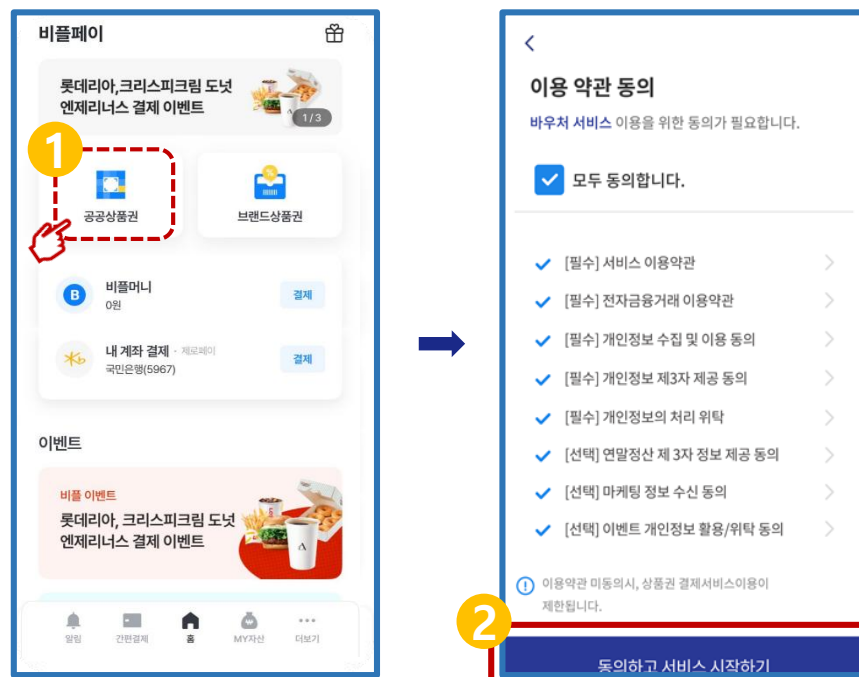 비플페이
롯데리아,크리스피크림 도넛
엔제리너스 결제 이벤트
1/3
1
공공상품권
브랜드상품권
B
비플머니
0원
결제
내 계좌 결제 · 제로페이
국민은행(5967)
결제
이벤트
비플 이벤트
롯데리아, 크리스피크림 도넛
엔제리너스 결제 이벤트
알림
간편결제
홈
MY자산
더보기
이용 약관 동의
바우처 서비스 이용을 위한 동의가 필요합니다.
모두 동의합니다.
[필수] 서비스 이용약관
[필수] 전자금융거래 이용약관
[필수] 개인정보 수집 및 이용 동의
[필수] 개인정보 제3자 제공 동의
[필수] 개인정보의 처리 위탁
[선택] 연말정산 제 3자 정보 제공 동의
[선택] 마케팅 정보 수신 동의
[선택] 이벤트 개인정보 활용/위탁 동의
이용약관 미동의시, 상품권 결제서비스이용이
제한됩니다.
2
동의하고 서비스 시작하기